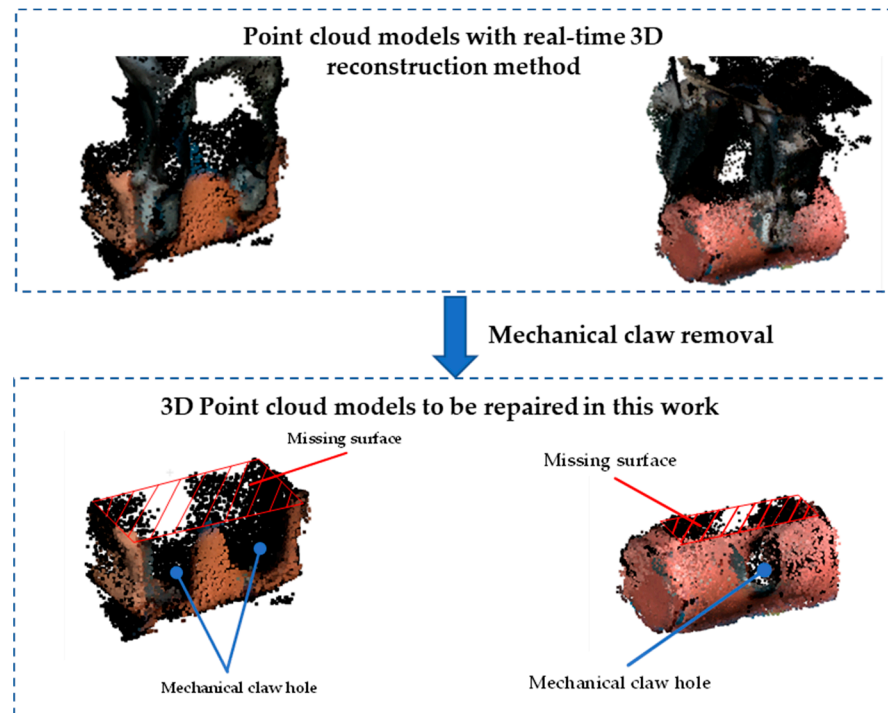 Point cloud models with real-time 3D
reconstruction method
Mechanical claw removal
3D Point cloud models to be repaired in this work
Missing surface
Missing surface
Mechanical claw hole
Mechanical claw hole